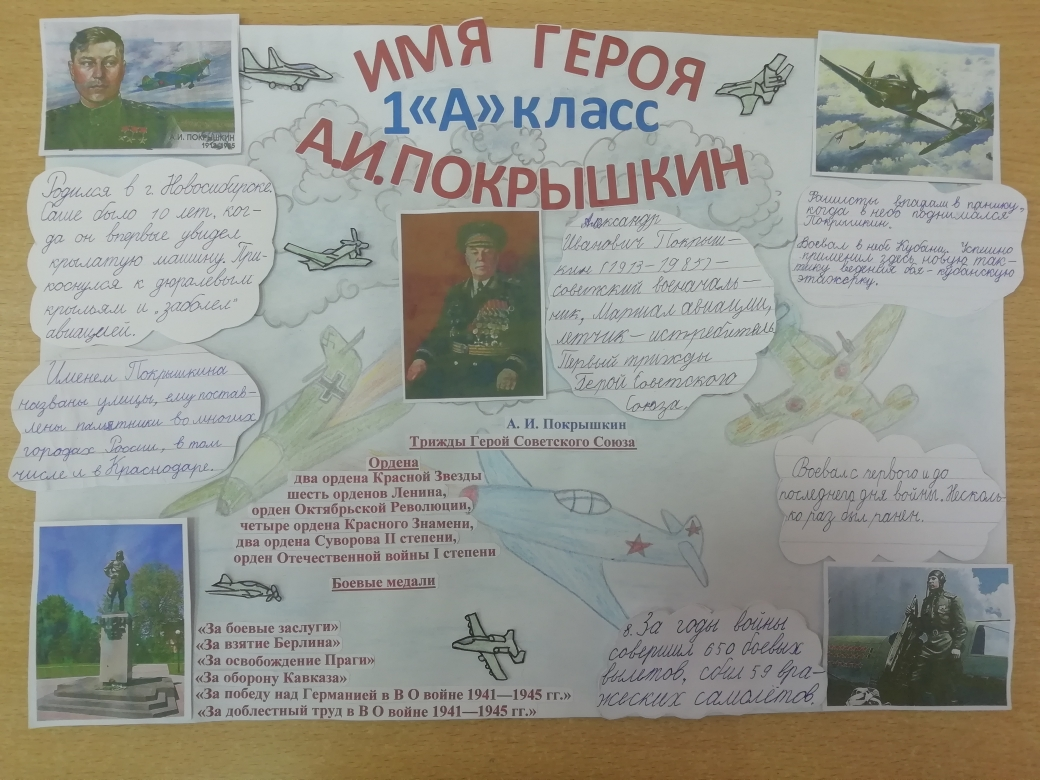 ИМЯ ГЕРОЯ
1«А» класс
А.И.ПОКРЫШКИН
А И. ПОКРЫШКИН
Родился в г. Новосибирске.
Саше было 10 лет, ког-
да он впервые увидел
крылатую машину. При-
коснулся к дюралевым
крыльям и „заболел"
авиацией.
Александр
Иванович Покрыш-
кин (1913-1985)-
советский военачаль-
ник, Маршал авиации,
летчик-истребитель
Первый трижды
Герой Советского
Союза.
Фашисты впадали в панику,
когда в небо поднимался
Покрышкин.
Воевал в небе Кубани. Успешно
применил здесь новую так-
тику ведения боя - кубанскую
этажерку.
Именем Покрышкина
названы улицы, ему постав-
лены памятники во многих
городах России, в том
числе и в Краснодаре.
А. И. Покрышкин
Трижды Герой Советского Союза
Ордена
два ордена Красной Звезды
шесть орденов Ленина,
орден Октябрьской Революции,
четыре ордена Красного Знамени,
два ордена Суворова II степени,
орден Отечественной войны I степени
Боевые медали
«За боевые заслуги»
«За взятие Берлина»
«За освобождение Праги»
«За оборону Кавказа»
«За победу над Германией в В О войне 1941—1945 гг.»
«За доблестный труд в В О войне 1941—1945 гг.»
Воевал с первого и до
последнего дня войны. Несколь-
ко раз был ранен.
8. За годы войны
совершил 650 боевых
вылетов, сбил 59 вра-
жеских самолётов.